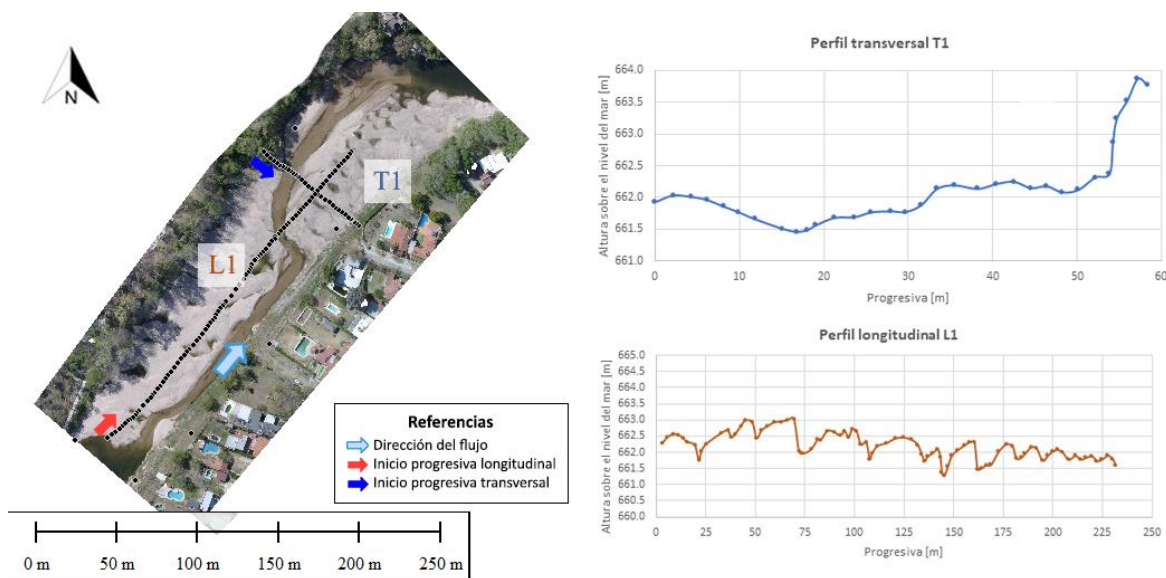 N
T1
L1
Referencias
Dirección del flujo
Inicio progresiva longitudinal
Inicio progresiva transversal
0 m 50 m 100 m 150 m 200 m 250 m
Perfil transversal T1
Altura sobre el nivel del mar [m]
664.0
663.5
663.0
662.5
662.0
661.5
661.0
0 10 20 30 40 50 60
Progresiva [m]
Perfil longitudinal L1
Altura sobre el nivel del mar [m]
665.0
664.5
664.0
663.5
663.0
662.5
662.0
661.5
661.0
660.5
660.0
0 25 50 75 100 125 150 175 200 225 250
Progresiva [m]